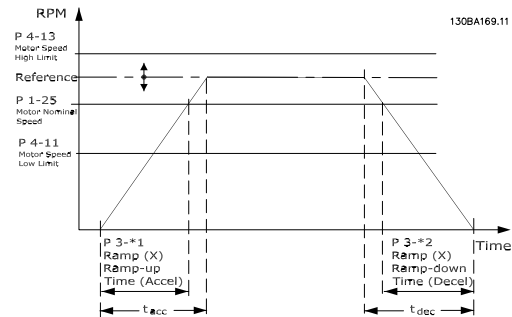 RPM
130BA169.11
P 4-13
Motor Speed
High Limit
Reference
P 1-25
Motor Nominal
Speed
P 4-11
Motor Speed
Low Limit
Time
P 3-*1
Ramp (X)
Ramp-up
Time (Accel)
P 3-*2
Ramp (X)
Ramp-down
Time (Decel)
tacc
tdec